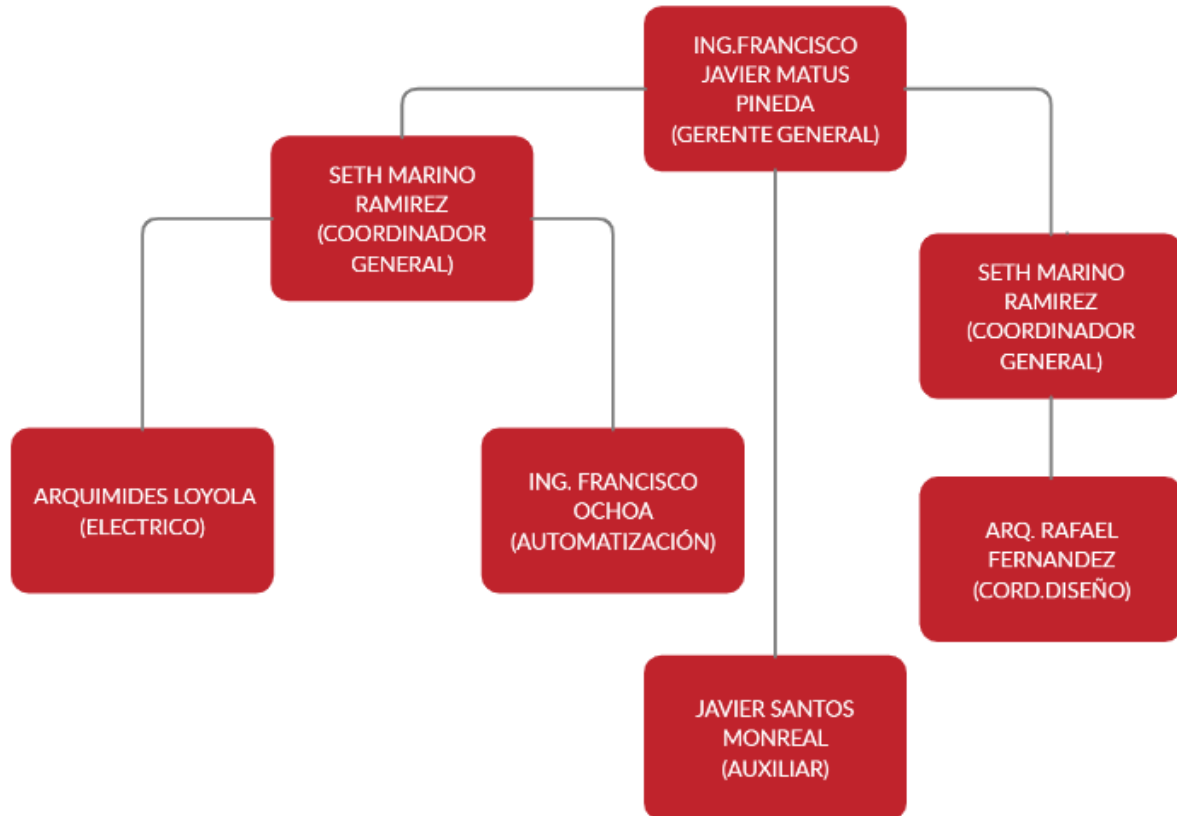 ING.FRANCISCO
JAVIER MATUS
PINEDA
(GERENTE GENERAL)
SETH MARINO
RAMIREZ
(COORDINADOR
GENERAL)
SETH MARINO
RAMIREZ
(COORDINADOR
GENERAL)
ARQUIMIDES LOYOLA
(ELECTRICO)
ING. FRANCISCO
OCHOA
(AUTOMATIZACIÓN)
ARQ. RAFAEL
FERNANDEZ
(CORD.DISEÑO)
JAVIER SANTOS
MONREAL
(AUXILIAR)